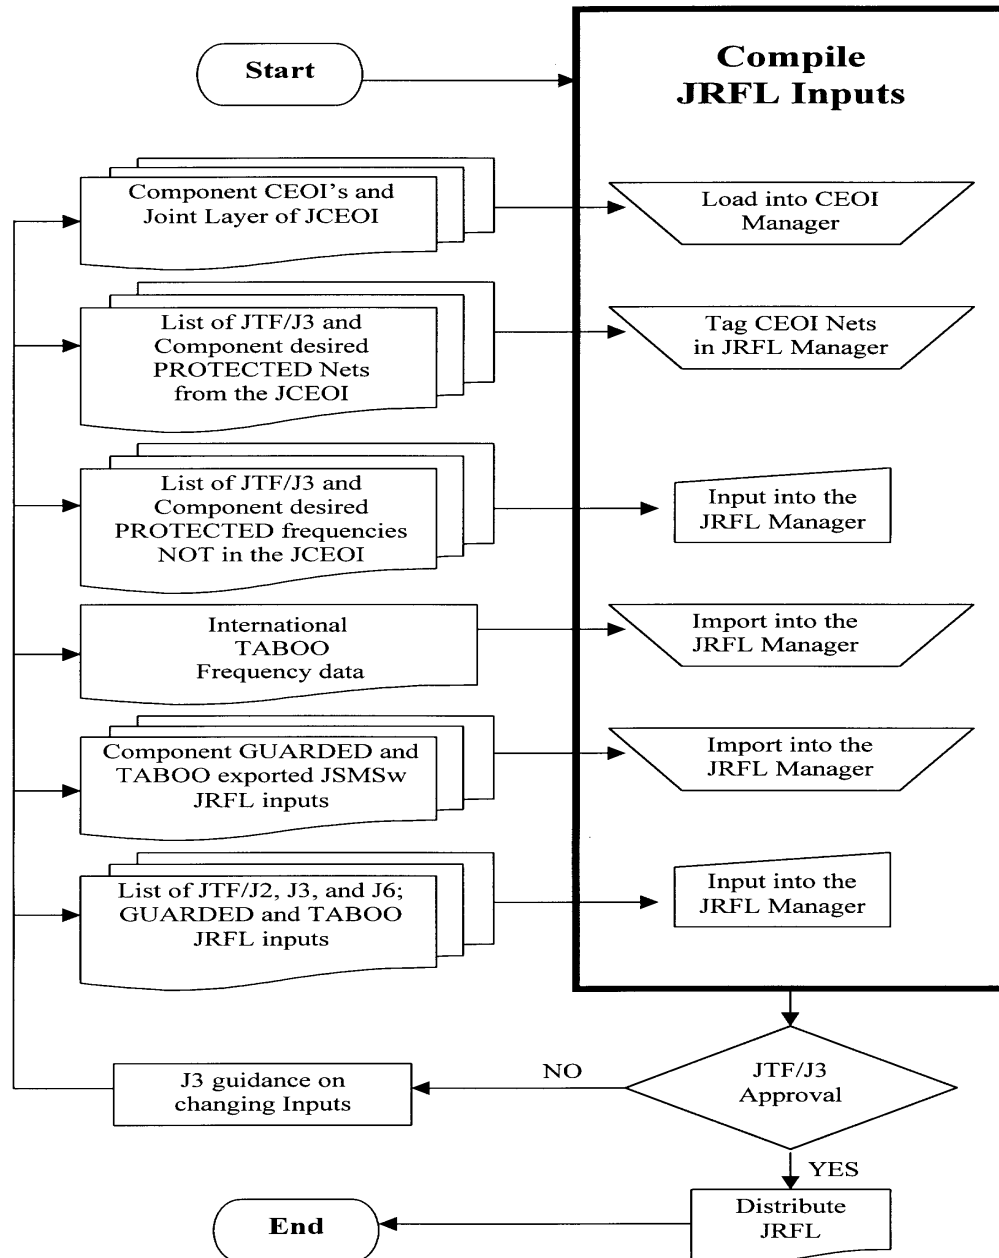 Start
Compile
JRFL Inputs
Component CEOI's and
Joint Layer of JCEOI
Load into CEOI
Manager
List of JTF/J3 and
Component desired
PROTECTED Nets
from the JCEOI
Tag CEOI Nets
in JRFL Manager
List of JTF/J3 and
Component desired
PROTECTED frequencies
NOT in the JCEOI
Input into the
JRFL Manager
International
TABOO
Frequency data
Import into the
JRFL Manager
Component GUARDED and
TABOO exported JSMSw
JRFL inputs
Import into the
JRFL Manager
List of JTF/J2, J3, and J6;
GUARDED and TABOO
JRFL inputs
Input into the
JRFL Manager
J3 guidance on
changing Inputs
NO
JTF/J3
Approval
YES
Distribute
JRFL
End